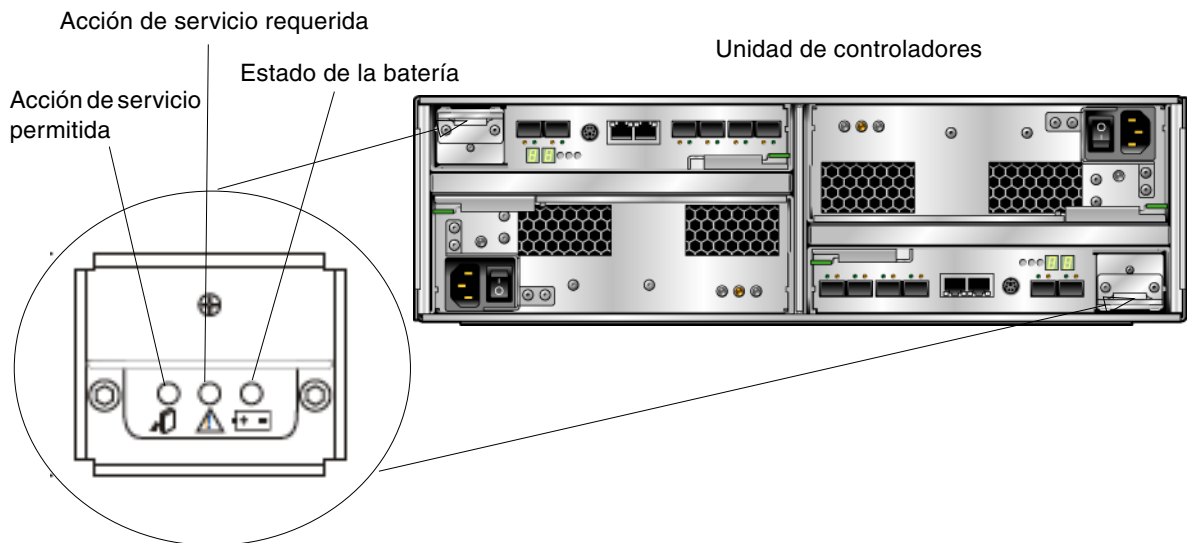 Acción de servicio requerida
Unidad de controladores
Estado de la batería
Acción de servicio
permitida